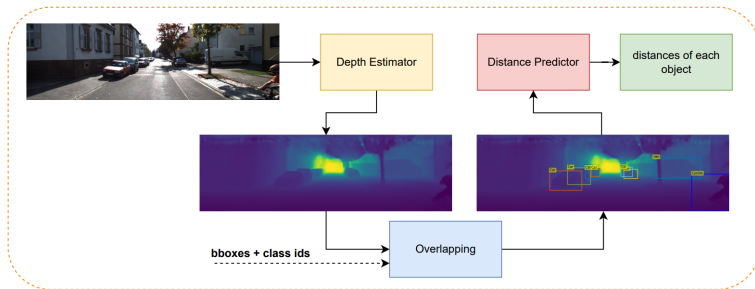 Depth Estimator
Distance Predictor
distances of each
object
bboxes + class ids
Overlapping